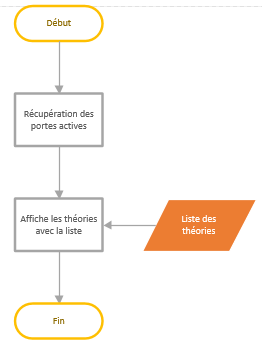 Début
Récupération des
portes actives
Affiche les théories
avec la liste
Liste des
théories
Fin